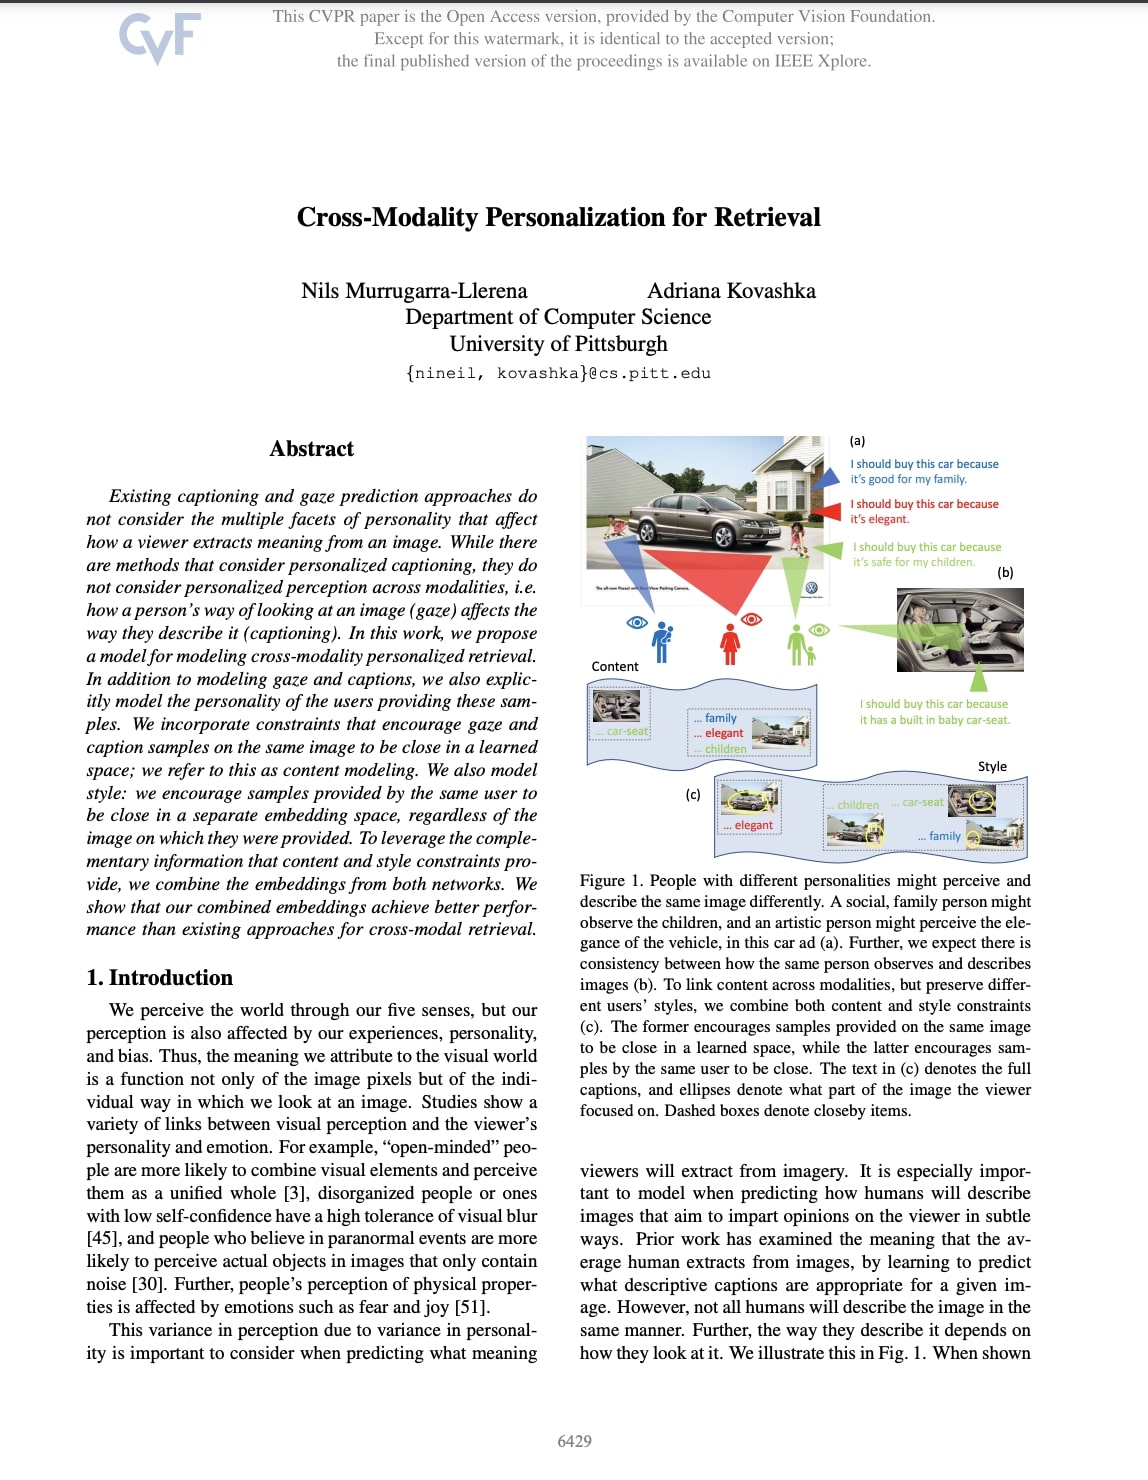 CVF
This CVPR paper is the Open Access version, provided by the Computer Vision Foundation.
Except for this watermark, it is identical to the accepted version;
the final published version of the proceedings is available on IEEE Xplore.
Cross-Modality Personalization for Retrieval
Nils Murrugarra-Llerena Adriana Kovashka
Department of Computer Science
University of Pittsburgh
{nineil, kovashka}@cs.pitt.edu
Abstract
Existing captioning and gaze prediction approaches do
not consider the multiple facets of personality that affect
how a viewer extracts meaning from an image. While there
are methods that consider personalized captioning, they do
not consider personalized perception across modalities, i.e.
how a person's way of looking at an image (gaze) affects the
way they describe it (captioning). In this work, we propose
a model for modeling cross-modality personalized retrieval.
In addition to modeling gaze and captions, we also explic-
itly model the personality of the users providing these sam-
ples. We incorporate constraints that encourage gaze and
caption samples on the same image to be close in a learned
space; we refer to this as content modeling. We also model
style: we encourage samples provided by the same user to
be close in a separate embedding space, regardless of the
image on which they were provided. To leverage the comple-
mentary information that content and style constraints pro-
vide, we combine the embeddings from both networks. We
show that our combined embeddings achieve better perfor-
mance than existing approaches for cross-modal retrieval.
1. Introduction
We perceive the world through our five senses, but our
perception is also affected by our experiences, personality,
and bias. Thus, the meaning we attribute to the visual world
is a function not only of the image pixels but of the indi-
vidual way in which we look at an image. Studies show a
variety of links between visual perception and the viewer's
personality and emotion. For example, “open-minded” peo-
ple are more likely to combine visual elements and perceive
them as a unified whole [3], disorganized people or ones
with low self-confidence have a high tolerance of visual blur
[45], and people who believe in paranormal events are more
likely to perceive actual objects in images that only contain
noise [30]. Further, people's perception of physical proper-
ties is affected by emotions such as fear and joy [51].
This variance in perception due to variance in personal-
ity is important to consider when predicting what meaning
(a)
I should buy this car because
it's good for my family.
I should buy this car because
it's elegant.
I should buy this car because
it's safe for my children.
(b)
I should buy this car because
it has a built in baby car-seat.
Content
... car-seat
... family
... elegant
... children
(c)
Style
... elegant
... children
... car-seat
... family
Figure 1. People with different personalities might perceive and
describe the same image differently. A social, family person might
observe the children, and an artistic person might perceive the ele-
gance of the vehicle, in this car ad (a). Further, we expect there is
consistency between how the same person observes and describes
images (b). To link content across modalities, but preserve differ-
ent users' styles, we combine both content and style constraints
(c). The former encourages samples provided on the same image
to be close in a learned space, while the latter encourages sam-
ples by the same user to be close. The text in (c) denotes the full
captions, and ellipses denote what part of the image the viewer
focused on. Dashed boxes denote closeby items.
viewers will extract from imagery. It is especially impor-
tant to model when predicting how humans will describe
images that aim to impart opinions on the viewer in subtle
ways. Prior work has examined the meaning that the av-
erage human extracts from images, by learning to predict
what descriptive captions are appropriate for a given im-
age. However, not all humans will describe the image in the
same manner. Further, the way they describe it depends on
how they look at it. We illustrate this in Fig. 1. When shown
6429